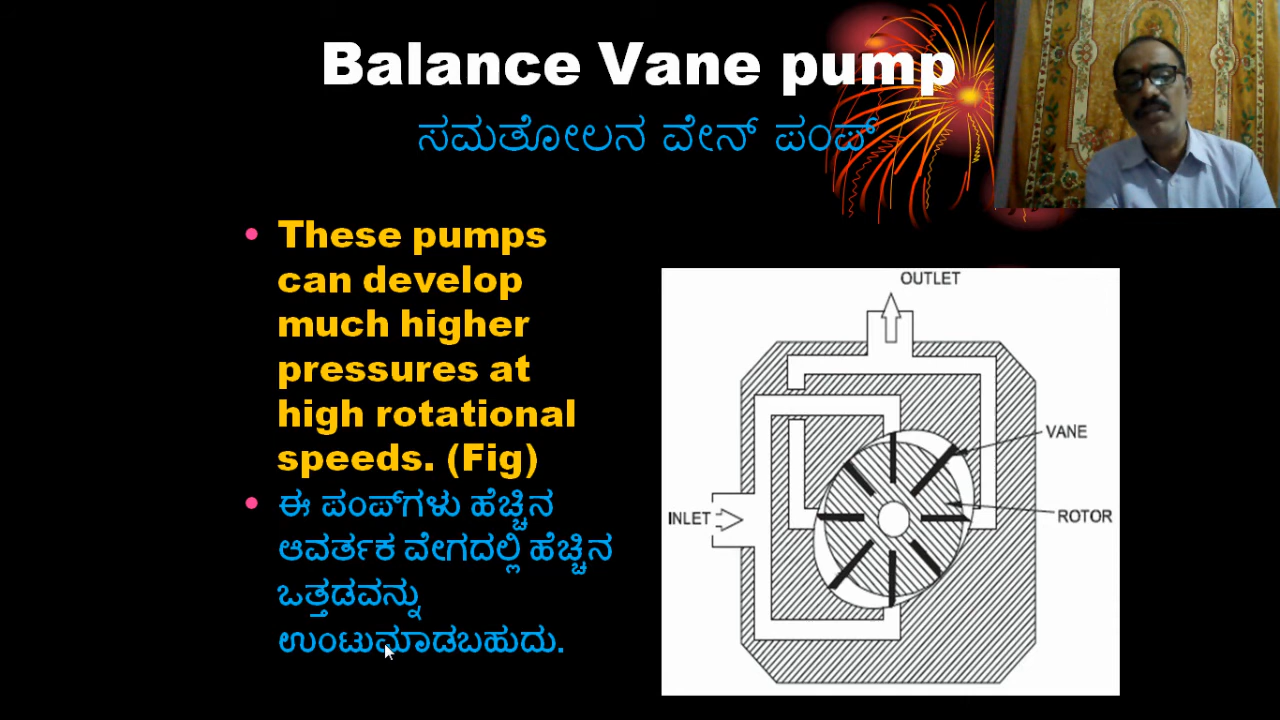 Balance Vane pump
ಸಮತೋಲನ ವೇನ್ ಪಂಪ್
• These pumps
can develop
much higher
pressures at
high rotational
speeds. (Fig)
• ಈ ಪಂಪ್‌ಗಳು ಹೆಚ್ಚಿನ
ಆವರ್ತಕ ವೇಗದಲ್ಲಿ ಹೆಚ್ಚಿನ
ಒತ್ತಡವನ್ನು
ಉಂಟುಮಾಡಬಹುದು.
OUTLET
VANE
INLET
ROTOR